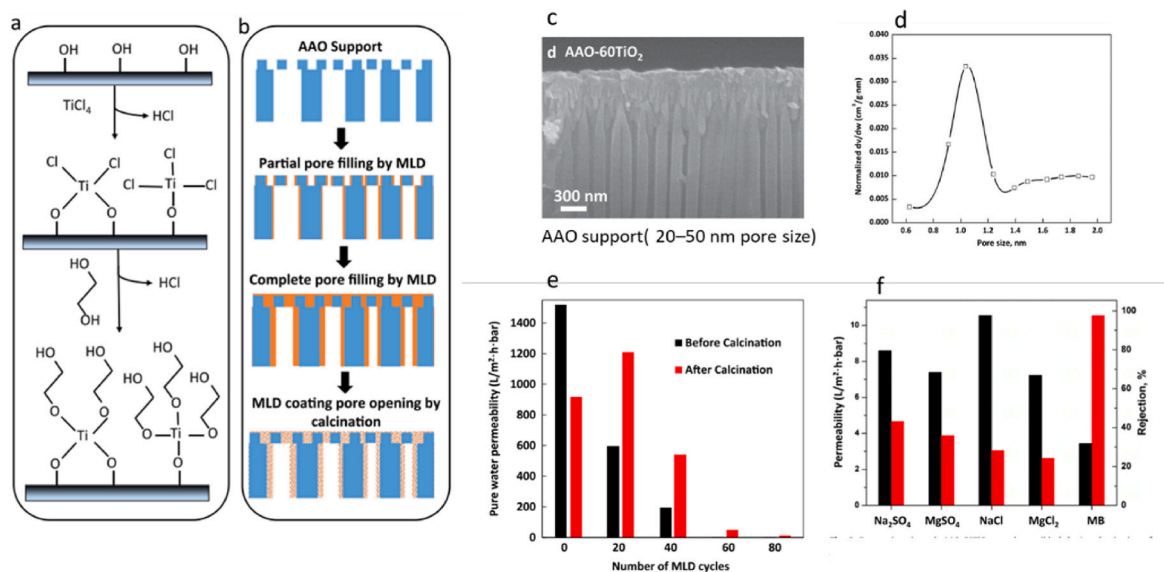 a
OH OH OH
TiCl4
HCl
Cl Cl Cl
Ti Cl Ti Cl
O O O
HO
OH
HCl
HO HO HO
HO HO
O O O
Ti O Ti O
O O O
b
AAO Support
Partial pore filling by MLD
Complete pore filling by MLD
MLD coating pore opening by
calcination
c
d AAO-60TiO2
300 nm
AAO support( 20–50 nm pore size)
d
Normalized dv/dw (cm3/g·nm)
0.040
0.035
0.030
0.025
0.020
0.015
0.010
0.005
0.000
0.6 0.8 1.0 1.2 1.4 1.6 1.8 2.0
Pore size, nm
e
Pure water permeability (L/m2·h·bar)
1400
1200
1000
800
600
400
200
0
Before Calcination
After Calcination
0 20 40 60 80
Number of MLD cycles
f
Permeability (L/m2·h·bar)
10
8
6
4
2
0
100
80
60
40
20
0
Rejection, %
Na2SO4 MgSO4 NaCl MgCl2 MB